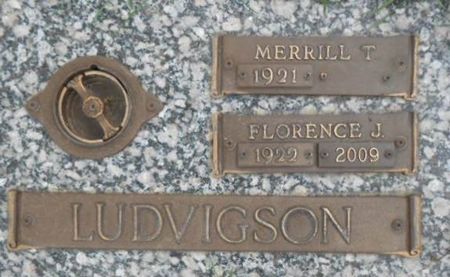 MERRILL T
1921
FLORENCE J.
1922 2009
LUDVIGSON